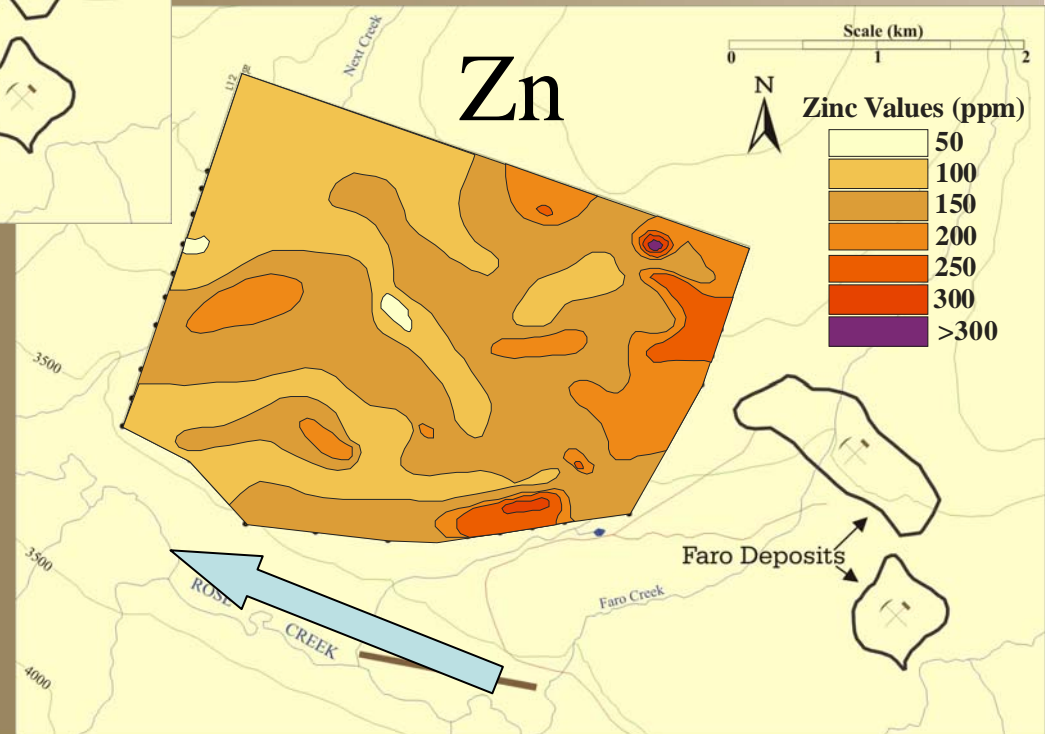 Next Creek
L12
Zn
Scale (km)
0 1 2
N
Zinc Values (ppm)
50
100
150
200
250
300
>300
3500
3500
Faro Deposits
ROSE
CREEK
Faro Creek
4000